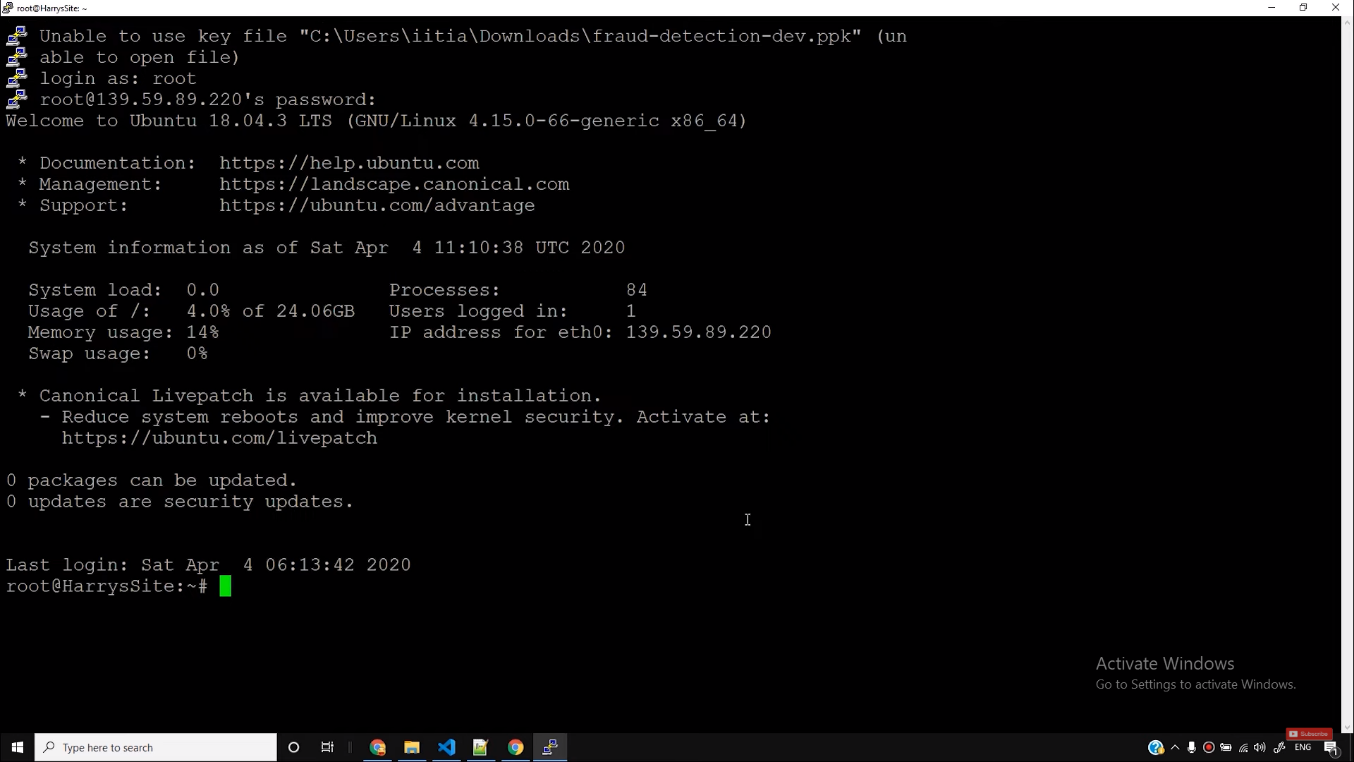 root@HarrysSite: ~
Unable to use key file "C:\Users\iitia\Downloads\fraud-detection-dev.ppk" (un
able to open file)
login as: root
root@139.59.89.220's password:
Welcome to Ubuntu 18.04.3 LTS (GNU/Linux 4.15.0-66-generic x86_64)
* Documentation: https://help.ubuntu.com
* Management: https://landscape.canonical.com
* Support: https://ubuntu.com/advantage
System information as of Sat Apr 4 11:10:38 UTC 2020
System load: 0.0 Processes: 84
Usage of /: 4.0% of 24.06GB Users logged in: 1
Memory usage: 14% IP address for eth0: 139.59.89.220
Swap usage: 0%
* Canonical Livepatch is available for installation.
- Reduce system reboots and improve kernel security. Activate at:
https://ubuntu.com/livepatch
0 packages can be updated.
0 updates are security updates.
Last login: Sat Apr 4 06:13:42 2020
root@HarrysSite:~#
Activate Windows
Go to Settings to activate Windows.
Subscribe
Type here to search
ENG
1